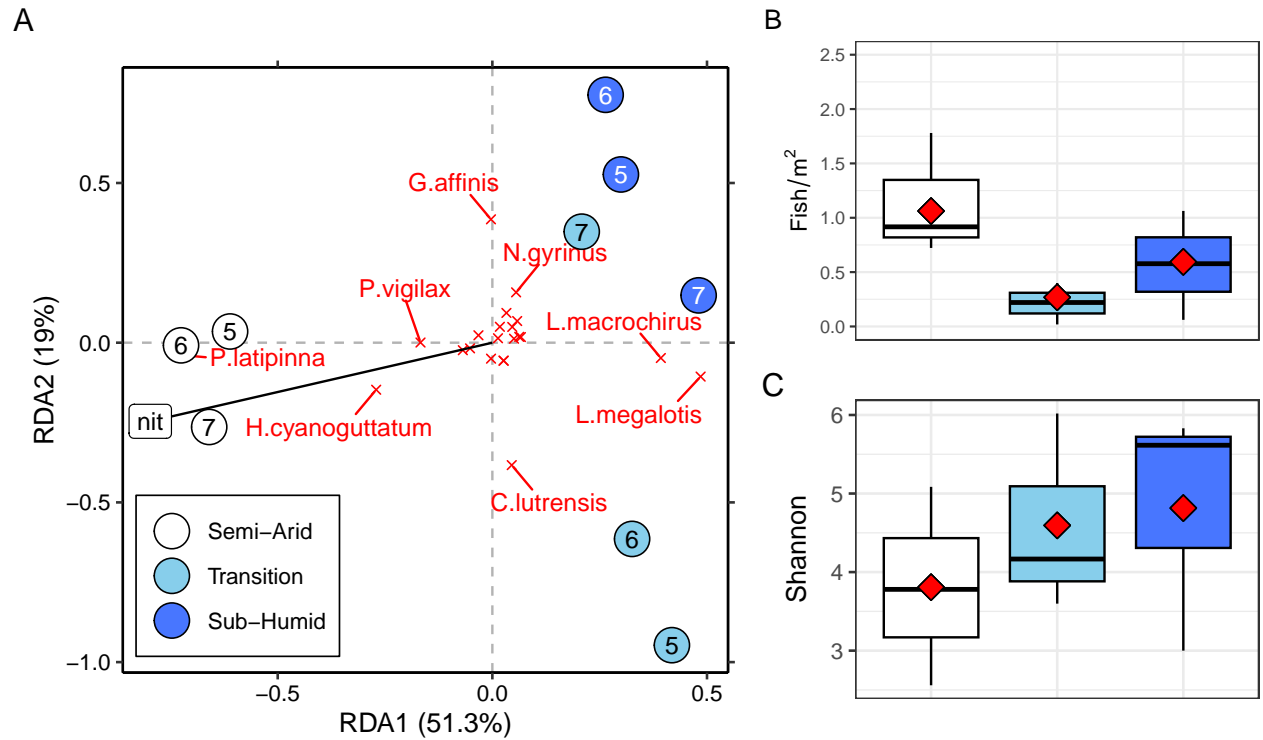 A
6
5
7
7
G.affinis
N.gyrinus
P.vigilax
L.macrochirus
5
6
P.latipinna
L.megalotis
nit
7
H.cyanoguttatum
C.lutrensis
6
5
0.5
0.0
−0.5
−1.0
RDA2 (19%)
Semi−Arid
Transition
Sub−Humid
−0.5
0.0
0.5
RDA1 (51.3%)
B
2.5
2.0
1.5
1.0
0.5
0.0
Fish/m²
C
6
5
4
3
Shannon